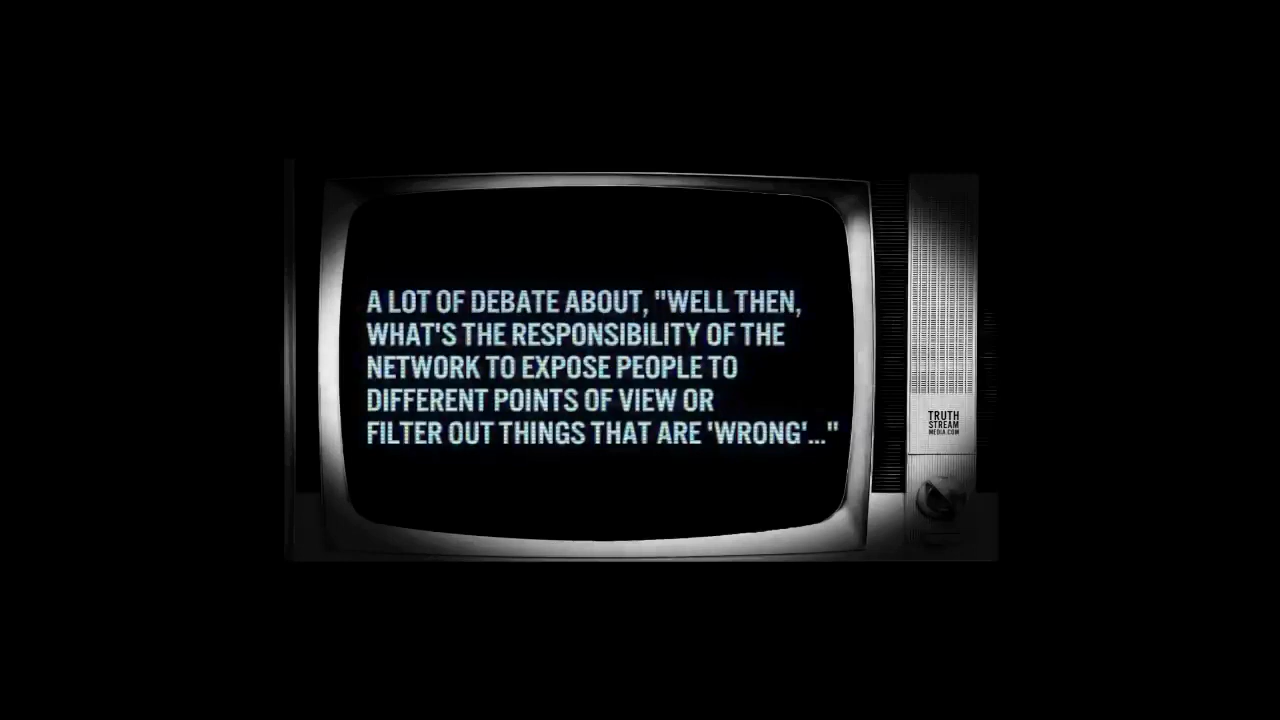 A LOT OF DEBATE ABOUT, "WELL THEN,
WHAT'S THE RESPONSIBILITY OF THE
NETWORK TO EXPOSE PEOPLE TO
DIFFERENT POINTS OF VIEW OR
FILTER OUT THINGS THAT ARE 'WRONG'..."
TRUTH
STREAM
MEDIA.COM